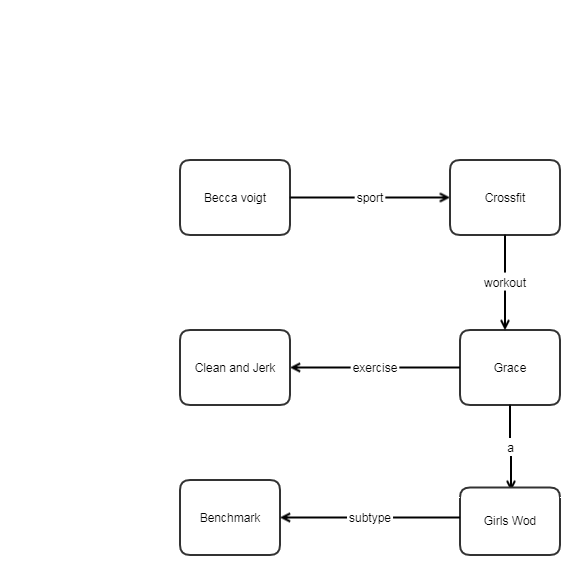 Becca voigt
sport
Crossfit
workout
Clean and Jerk
exercise
Grace
a
Benchmark
subtype
Girls Wod